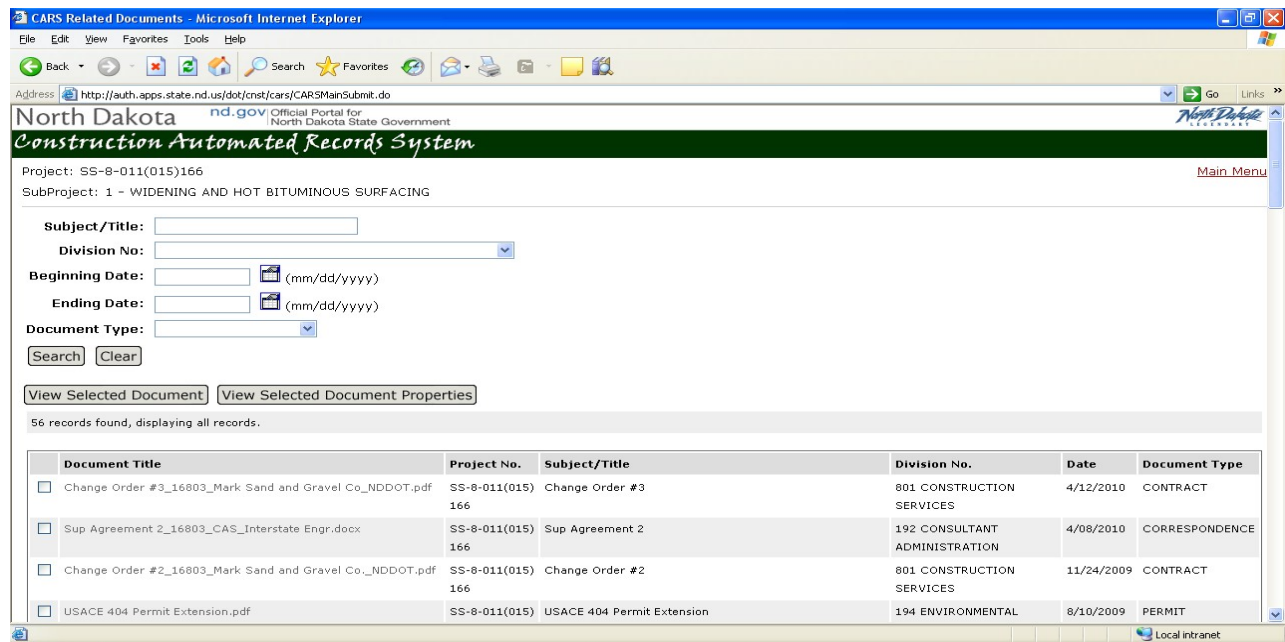 CARS Related Documents - Microsoft Internet Explorer
File Edit View Favorites Tools Help
Back Search Favorites
Address http://auth.apps.state.nd.us/dot/cnst/cars/CARSMainSubmit.do Go Links »
North Dakota nd.gov Official Portal for
North Dakota State Government
North Dakota
LEGENDARY
Construction Automated Records System
Project: SS-8-011(015)166 Main Menu
SubProject: 1 - WIDENING AND HOT BITUMINOUS SURFACING
Subject/Title:
Division No:
Beginning Date: (mm/dd/yyyy)
Ending Date: (mm/dd/yyyy)
Document Type:
Search Clear
View Selected Document View Selected Document Properties
56 records found, displaying all records.
Document Title Project No. Subject/Title Division No. Date Document Type
Change Order #3_16803_Mark Sand and Gravel Co_NDDOT.pdf SS-8-011(015) Change Order #3 801 CONSTRUCTION 4/12/2010 CONTRACT
166 SERVICES
Sup Agreement 2_16803_CAS_Interstate Engr.docx SS-8-011(015) Sup Agreement 2 192 CONSULTANT 4/08/2010 CORRESPONDENCE
166 ADMINISTRATION
Change Order #2_16803_Mark Sand and Gravel Co._NDDOT.pdf SS-8-011(015) Change Order #2 801 CONSTRUCTION 11/24/2009 CONTRACT
166 SERVICES
USACE 404 Permit Extension.pdf SS-8-011(015) USACE 404 Permit Extension 194 ENVIRONMENTAL 8/10/2009 PERMIT
Local intranet